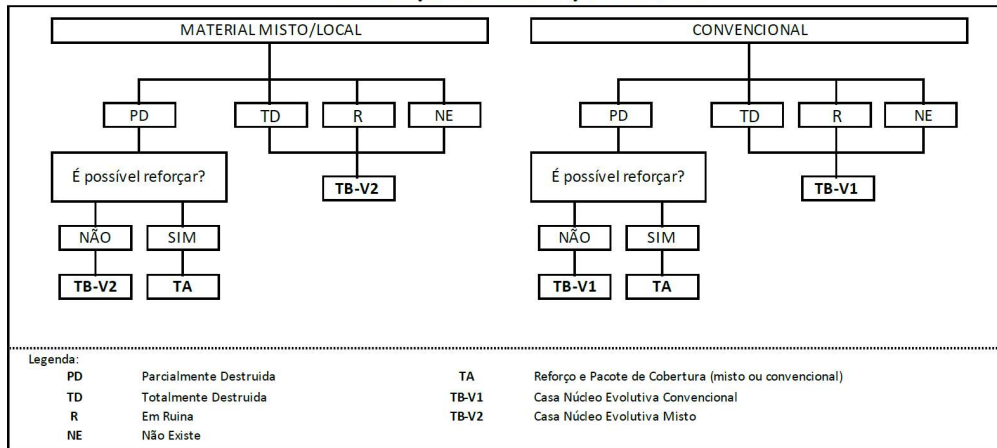 MATERIAL MISTO/LOCAL
PD
TD
R
NE
É possível reforçar?
TB-V2
NÃO
SIM
TB-V2
TA
CONVENCIONAL
PD
TD
R
NE
É possível reforçar?
TB-V1
NÃO
SIM
TB-V1
TA
Legenda:
PD Parcialmente Destruida
TD Totalmente Destruida
R Em Ruina
NE Não Existe
TA Reforço e Pacote de Cobertura (misto ou convencional)
TB-V1 Casa Núcleo Evolutiva Convencional
TB-V2 Casa Núcleo Evolutiva Misto